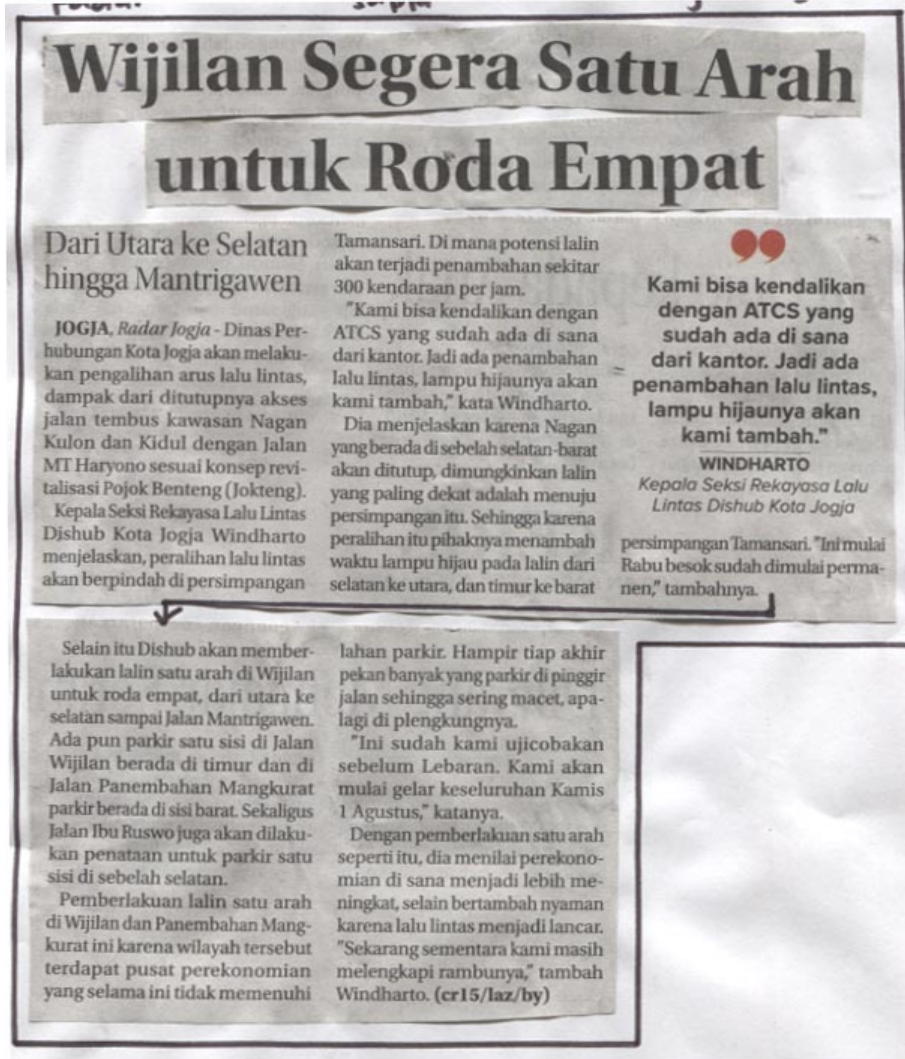 Wijilan Segera Satu Arah
untuk Roda Empat
Dari Utara ke Selatan
hingga Mantrigawen
JOGJA, Radar Jogja - Dinas Per-
hubungan Kota Jogja akan melaku-
kan pengalihan arus lalu lintas,
dampak dari ditutupnya akses
jalan tembus kawasan Nagan
Kulon dan Kidul dengan Jalan
MT Haryono sesuai konsep revi-
talisasi Pojok Benteng (Jokteng).
Kepala Seksi Rekayasa Lalu Lintas
Dishub Kota Jogja Windharto
menjelaskan, peralihan lalu lintas
akan berpindah di persimpangan
Tamansari. Di mana potensi lalin
akan terjadi penambahan sekitar
300 kendaraan per jam.
"Kami bisa kendalikan dengan
ATCS yang sudah ada di sana
dari kantor. Jadi ada penambahan
lalu lintas, lampu hijaunya akan
kami tambah," kata Windharto.
Dia menjelaskan karena Nagan
yang berada di sebelah selatan-barat
akan ditutup, dimungkinkan lalin
yang paling dekat adalah menuju
persimpangan itu. Sehingga karena
peralihan itu pihaknya menambah
waktu lampu hijau pada lalin dari
selatan ke utara, dan timur ke barat
Kami bisa kendalikan
dengan ATCS yang
sudah ada di sana
dari kantor. Jadi ada
penambahan lalu lintas,
lampu hijaunya akan
kami tambah."
WINDHARTO
Kepala Seksi Rekayasa Lalu
Lintas Dishub Kota Jogja
persimpangan Tamansari. "Ini mulai
Rabu besok sudah dimulai perma-
nen," tambahnya.
Selain itu Dishub akan member-
lakukan lalin satu arah di Wijilan
untuk roda empat, dari utara ke
selatan sampai Jalan Mantrigawen.
Ada pun parkir satu sisi di Jalan
Wijilan berada di timur dan di
Jalan Panembahan Mangkurat
parkir berada di sisi barat. Sekaligus
Jalan Ibu Ruswo juga akan dilaku-
kan penataan untuk parkir satu
sisi di sebelah selatan.
Pemberlakuan lalin satu arah
di Wijilan dan Panembahan Mang-
kurat ini karena wilayah tersebut
terdapat pusat perekonomian
yang selama ini tidak memenuhi
lahan parkir. Hampir tiap akhir
pekan banyak yang parkir di pinggir
jalan sehingga sering macet, apa-
lagi di plengkungnya.
"Ini sudah kami ujicobakan
sebelum Lebaran. Kami akan
mulai gelar keseluruhan Kamis
1 Agustus," katanya.
Dengan pemberlakuan satu arah
seperti itu, dia menilai perekono-
mian di sana menjadi lebih me-
ningkat, selain bertambah nyaman
karena lalu lintas menjadi lancar.
"Sekarang sementara kami masih
melengkapi rambunya," tambah
Windharto. (cr15/laz/by)